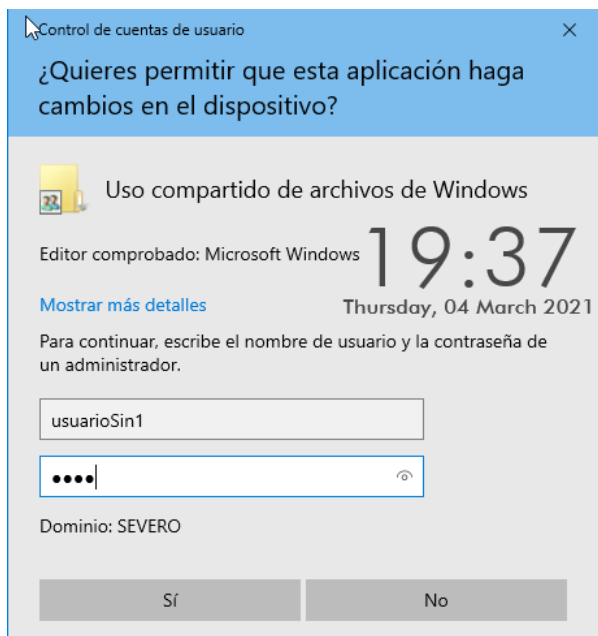 Control de cuentas de usuario
¿Quieres permitir que esta aplicación haga
cambios en el dispositivo?
Uso compartido de archivos de Windows
Editor comprobado: Microsoft Windows
19:37
Mostrar más detalles
Thursday, 04 March 2021
Para continuar, escribe el nombre de usuario y la contraseña de
un administrador.
usuarioSin1
••••
Dominio: SEVERO
Sí
No